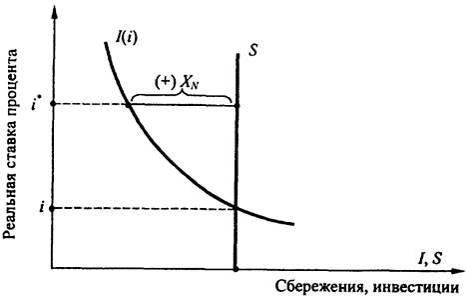 Реальная ставка процента
I(i)
S
(+) X_N
i*
i
I, S
Сбережения, инвестиции